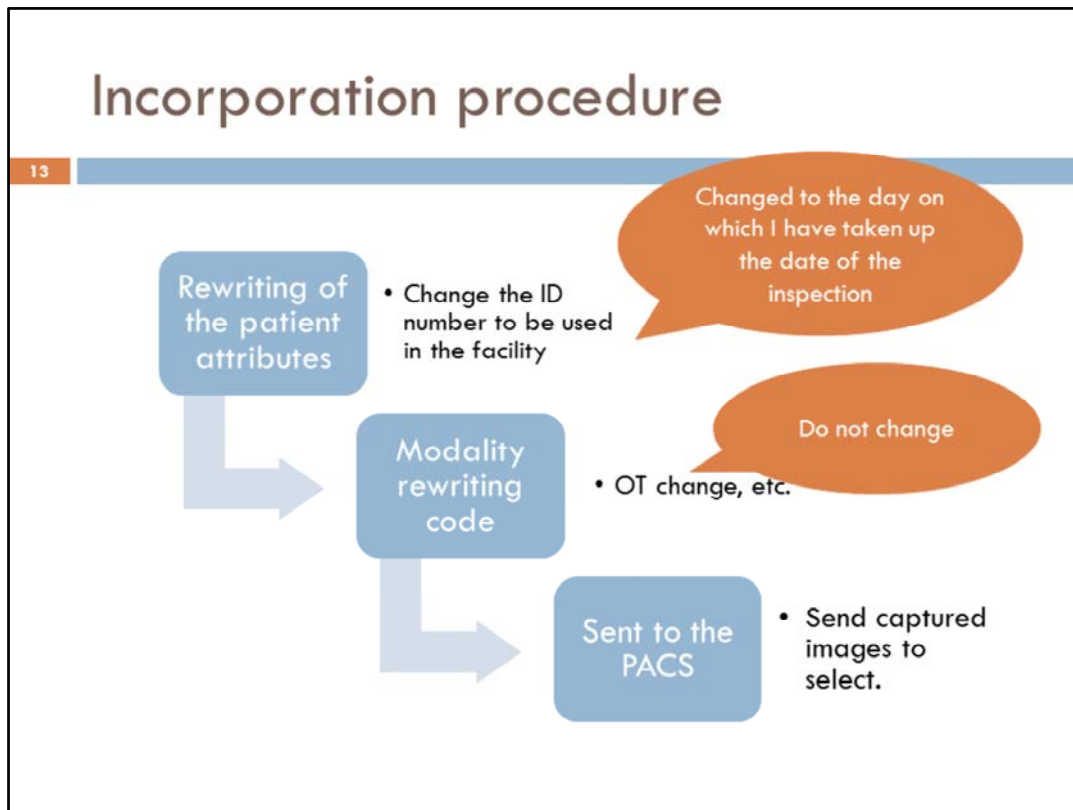 Incorporation procedure
13
Changed to the day on
which I have taken up
the date of the
inspection
Rewriting of
the patient
attributes
• Change the ID
number to be used
in the facility
Do not change
Modality
rewriting
code
• OT change, etc.
Sent to the
PACS
• Send captured
images to
select.